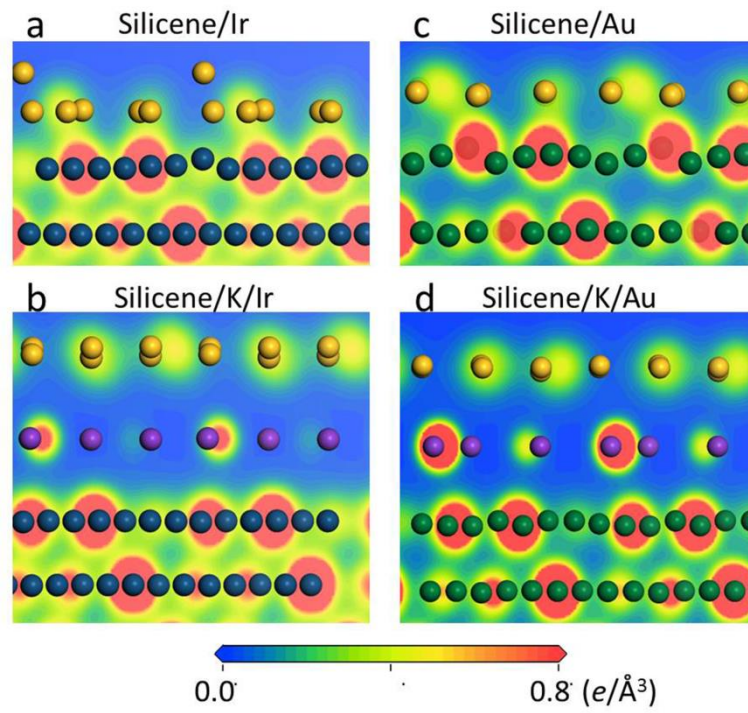 a Silicene/Ir
c Silicene/Au
b Silicene/K/Ir
d Silicene/K/Au
0.0 0.8 (e/Å³)